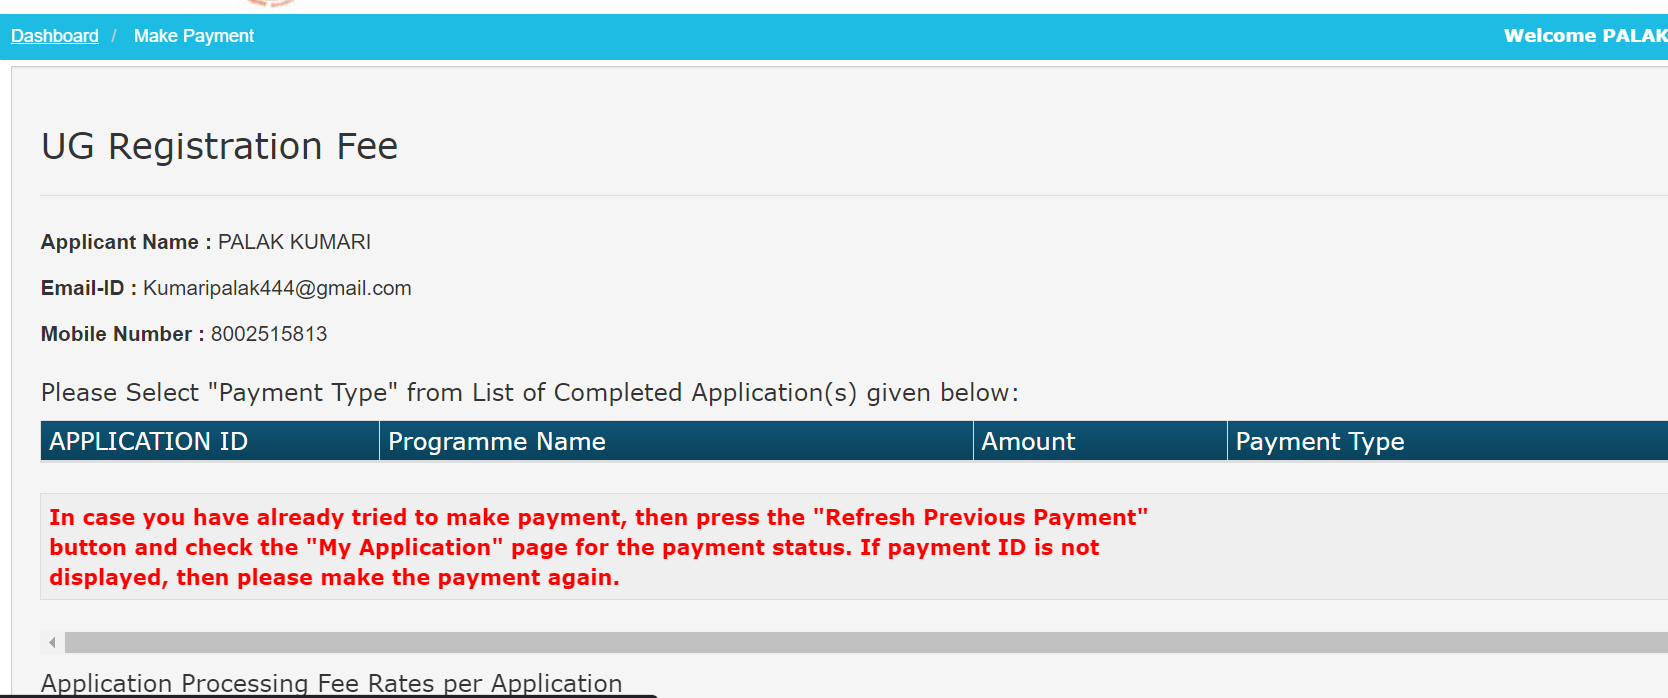 Dashboard / Make Payment
Welcome PALAK
UG Registration Fee
Applicant Name : PALAK KUMARI
Email-ID : Kumaripalak444@gmail.com
Mobile Number : 8002515813
Please Select "Payment Type" from List of Completed Application(s) given below:
APPLICATION ID Programme Name Amount Payment Type
In case you have already tried to make payment, then press the "Refresh Previous Payment"
button and check the "My Application" page for the payment status. If payment ID is not
displayed, then please make the payment again.
Application Processing Fee Rates per Application